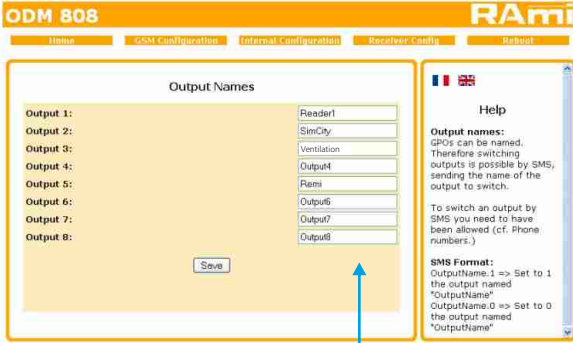 ODM 808
RAmi
Home GSM Configuration Internal Configuration Receiver Config Reboot
Output Names
Output 1: Reader1
Output 2: SimCity
Output 3: Ventilation
Output 4: Output4
Output 5: Remi
Output 6: Output6
Output 7: Output7
Output 8: Output8
Save
Help
Output names:
GPOs can be named.
Therefore switching
outputs is possible by SMS,
sending the name of the
output to switch.
To switch an output by
SMS you need to have
been allowed (cf. Phone
numbers.)
SMS Format:
OutputName.1 => Set to 1
the output named
"OutputName"
OutputName.0 => Set to 0
the output named
"OutputName"